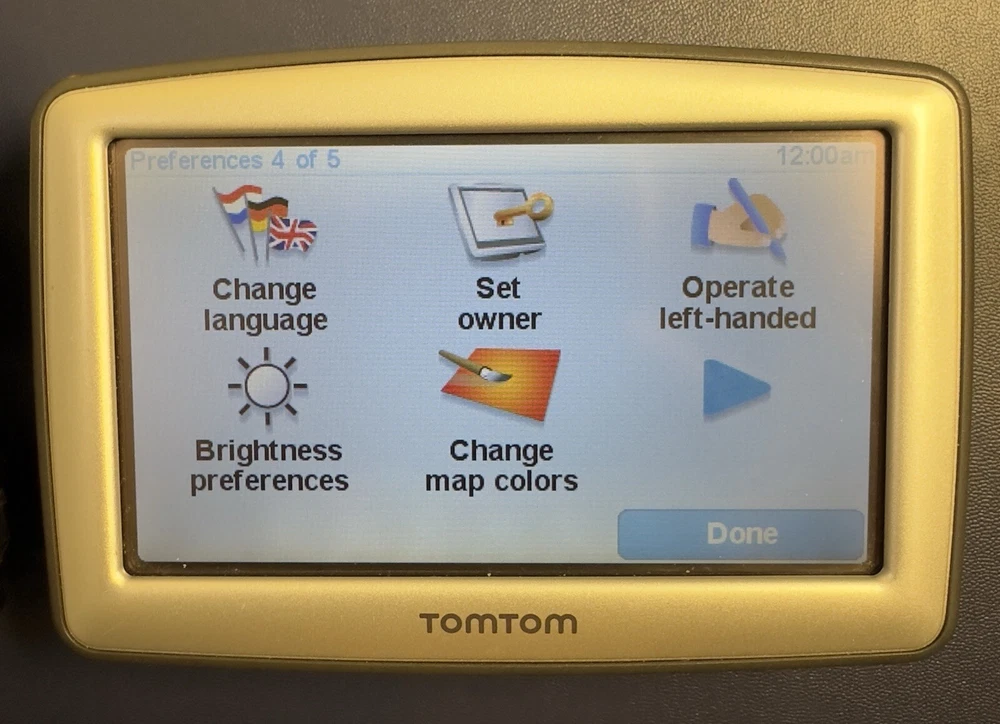 Preferences 4 of 5
12:00am
Change
language
Set
owner
Operate
left-handed
Brightness
preferences
Change
map colors
Done
TOMTOM